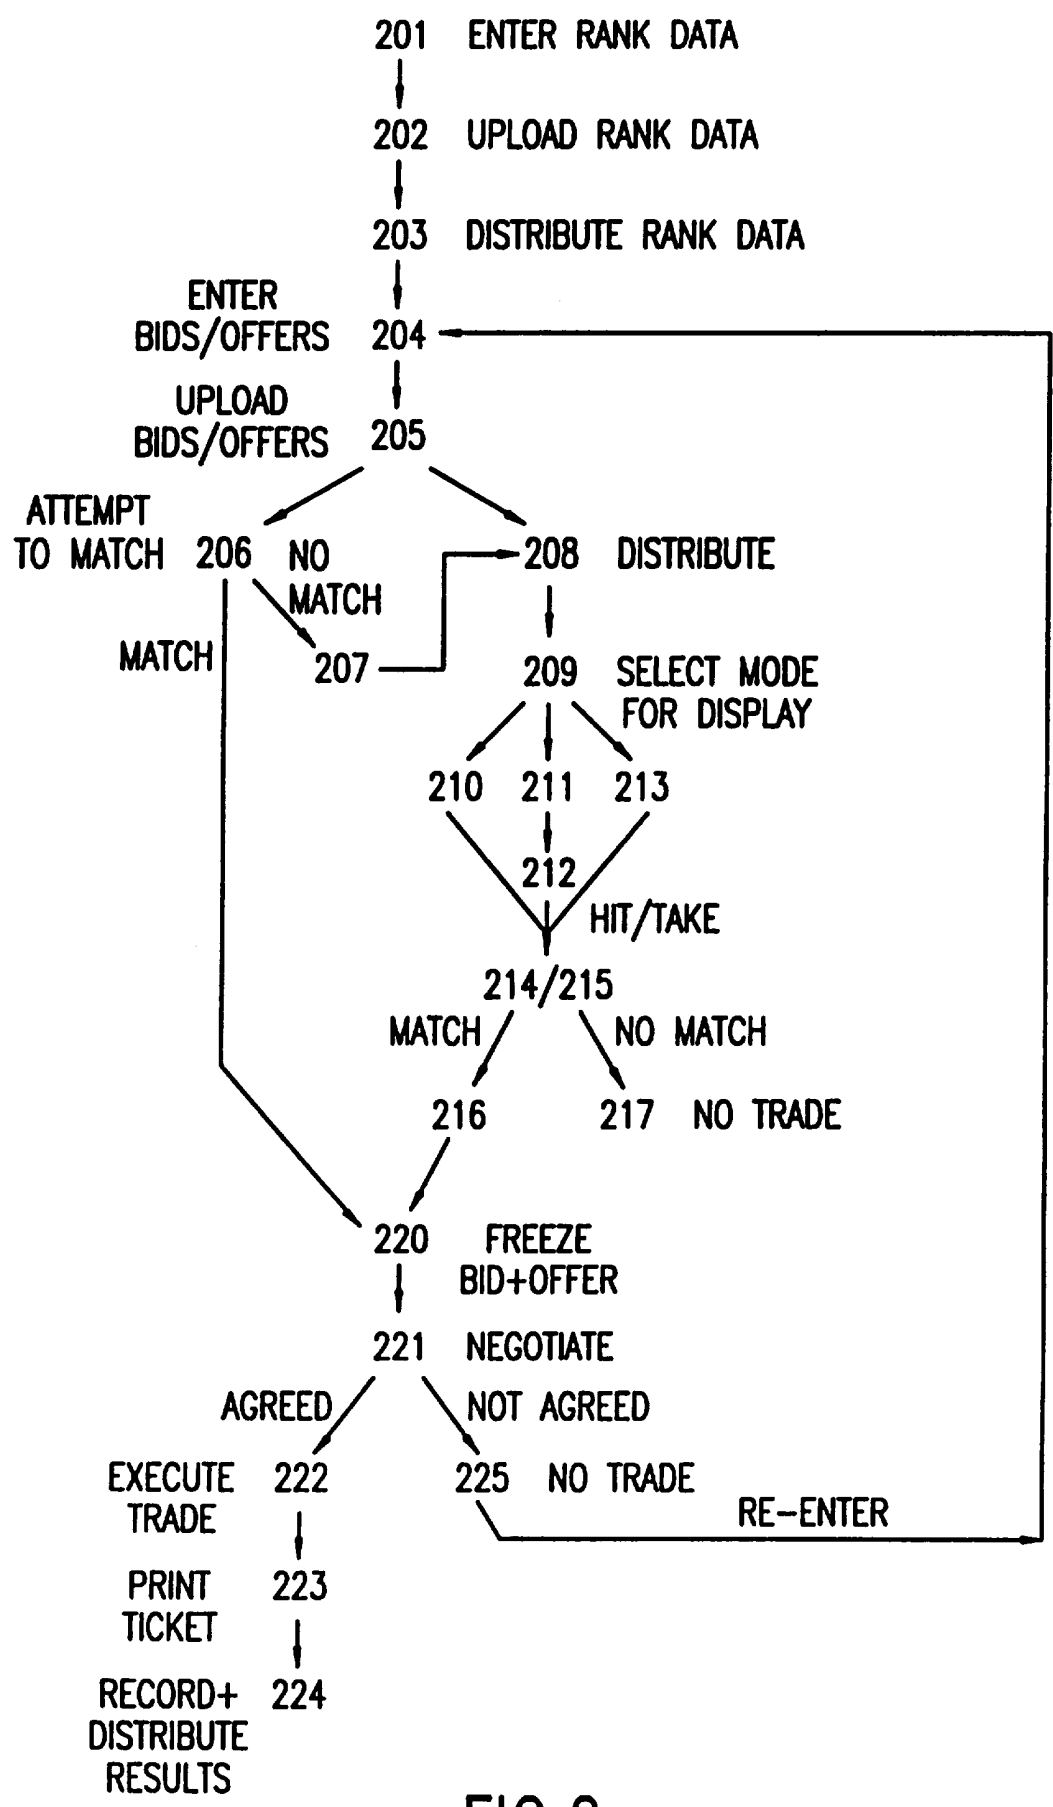 201 ENTER RANK DATA
202 UPLOAD RANK DATA
203 DISTRIBUTE RANK DATA
ENTER
BIDS/OFFERS 204
UPLOAD
BIDS/OFFERS 205
ATTEMPT
TO MATCH 206 NO
MATCH
208 DISTRIBUTE
MATCH
207
209 SELECT MODE
FOR DISPLAY
210 211 213
212
HIT/TAKE
214/215
MATCH NO MATCH
216 217 NO TRADE
220 FREEZE
BID+OFFER
221 NEGOTIATE
AGREED NOT AGREED
EXECUTE 222
TRADE
225 NO TRADE
RE-ENTER
PRINT 223
TICKET
RECORD+ 224
DISTRIBUTE
RESULTS